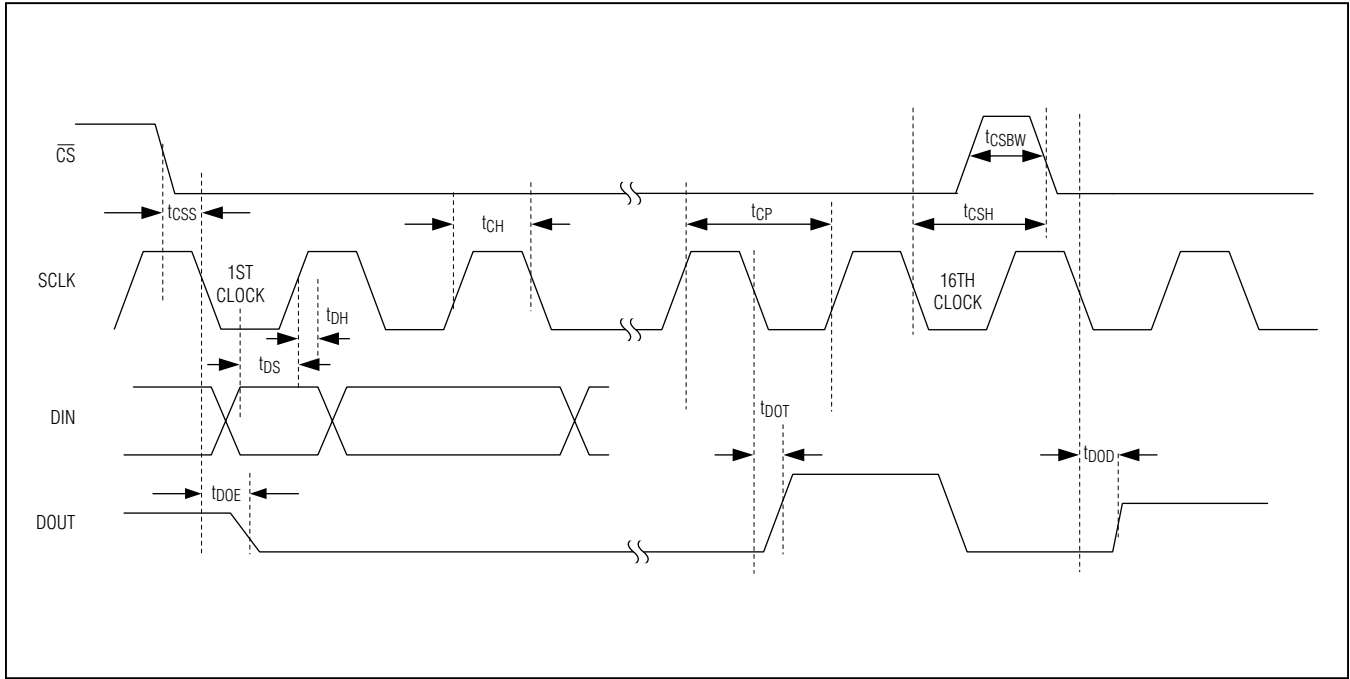 CS
tCSBW
tCSS
tCH
tCP
tCSH
SCLK
1ST
CLOCK
16TH
CLOCK
tDH
tDS
DIN
tDOT
tDOD
tDOE
DOUT